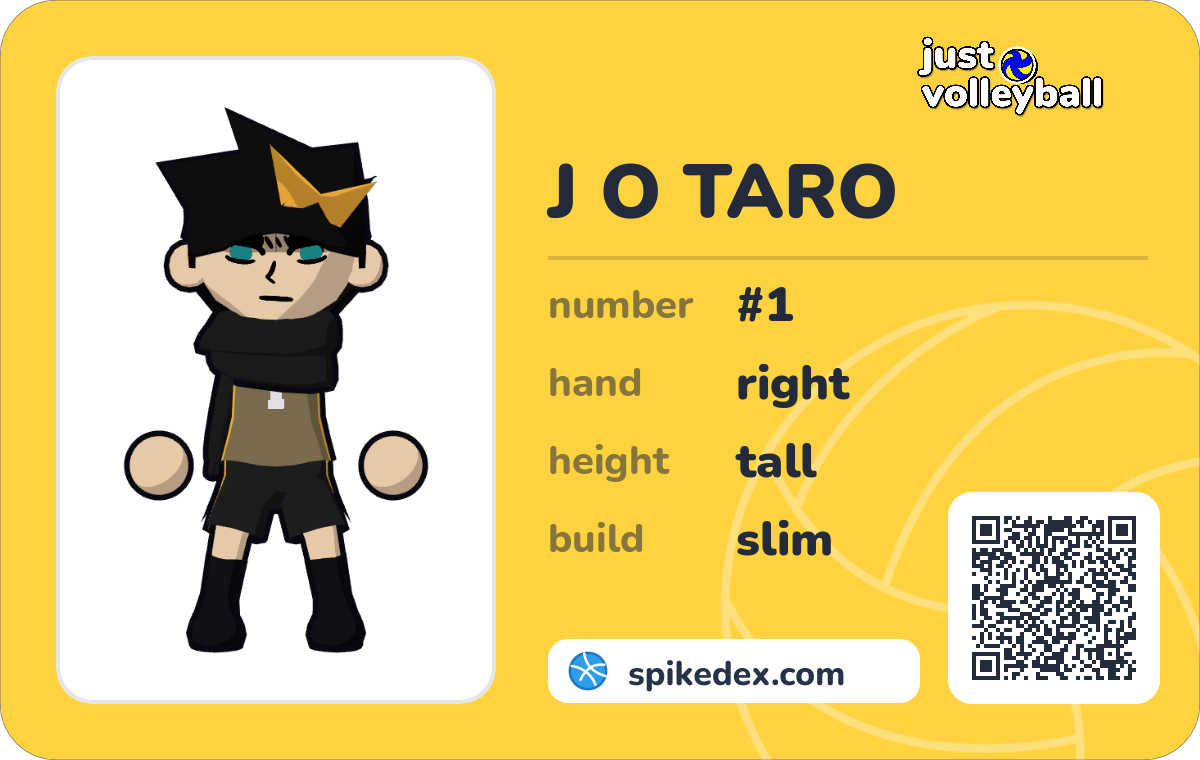 just
volleyball
J O TARO
number #1
hand right
height tall
build slim
spikedex.com